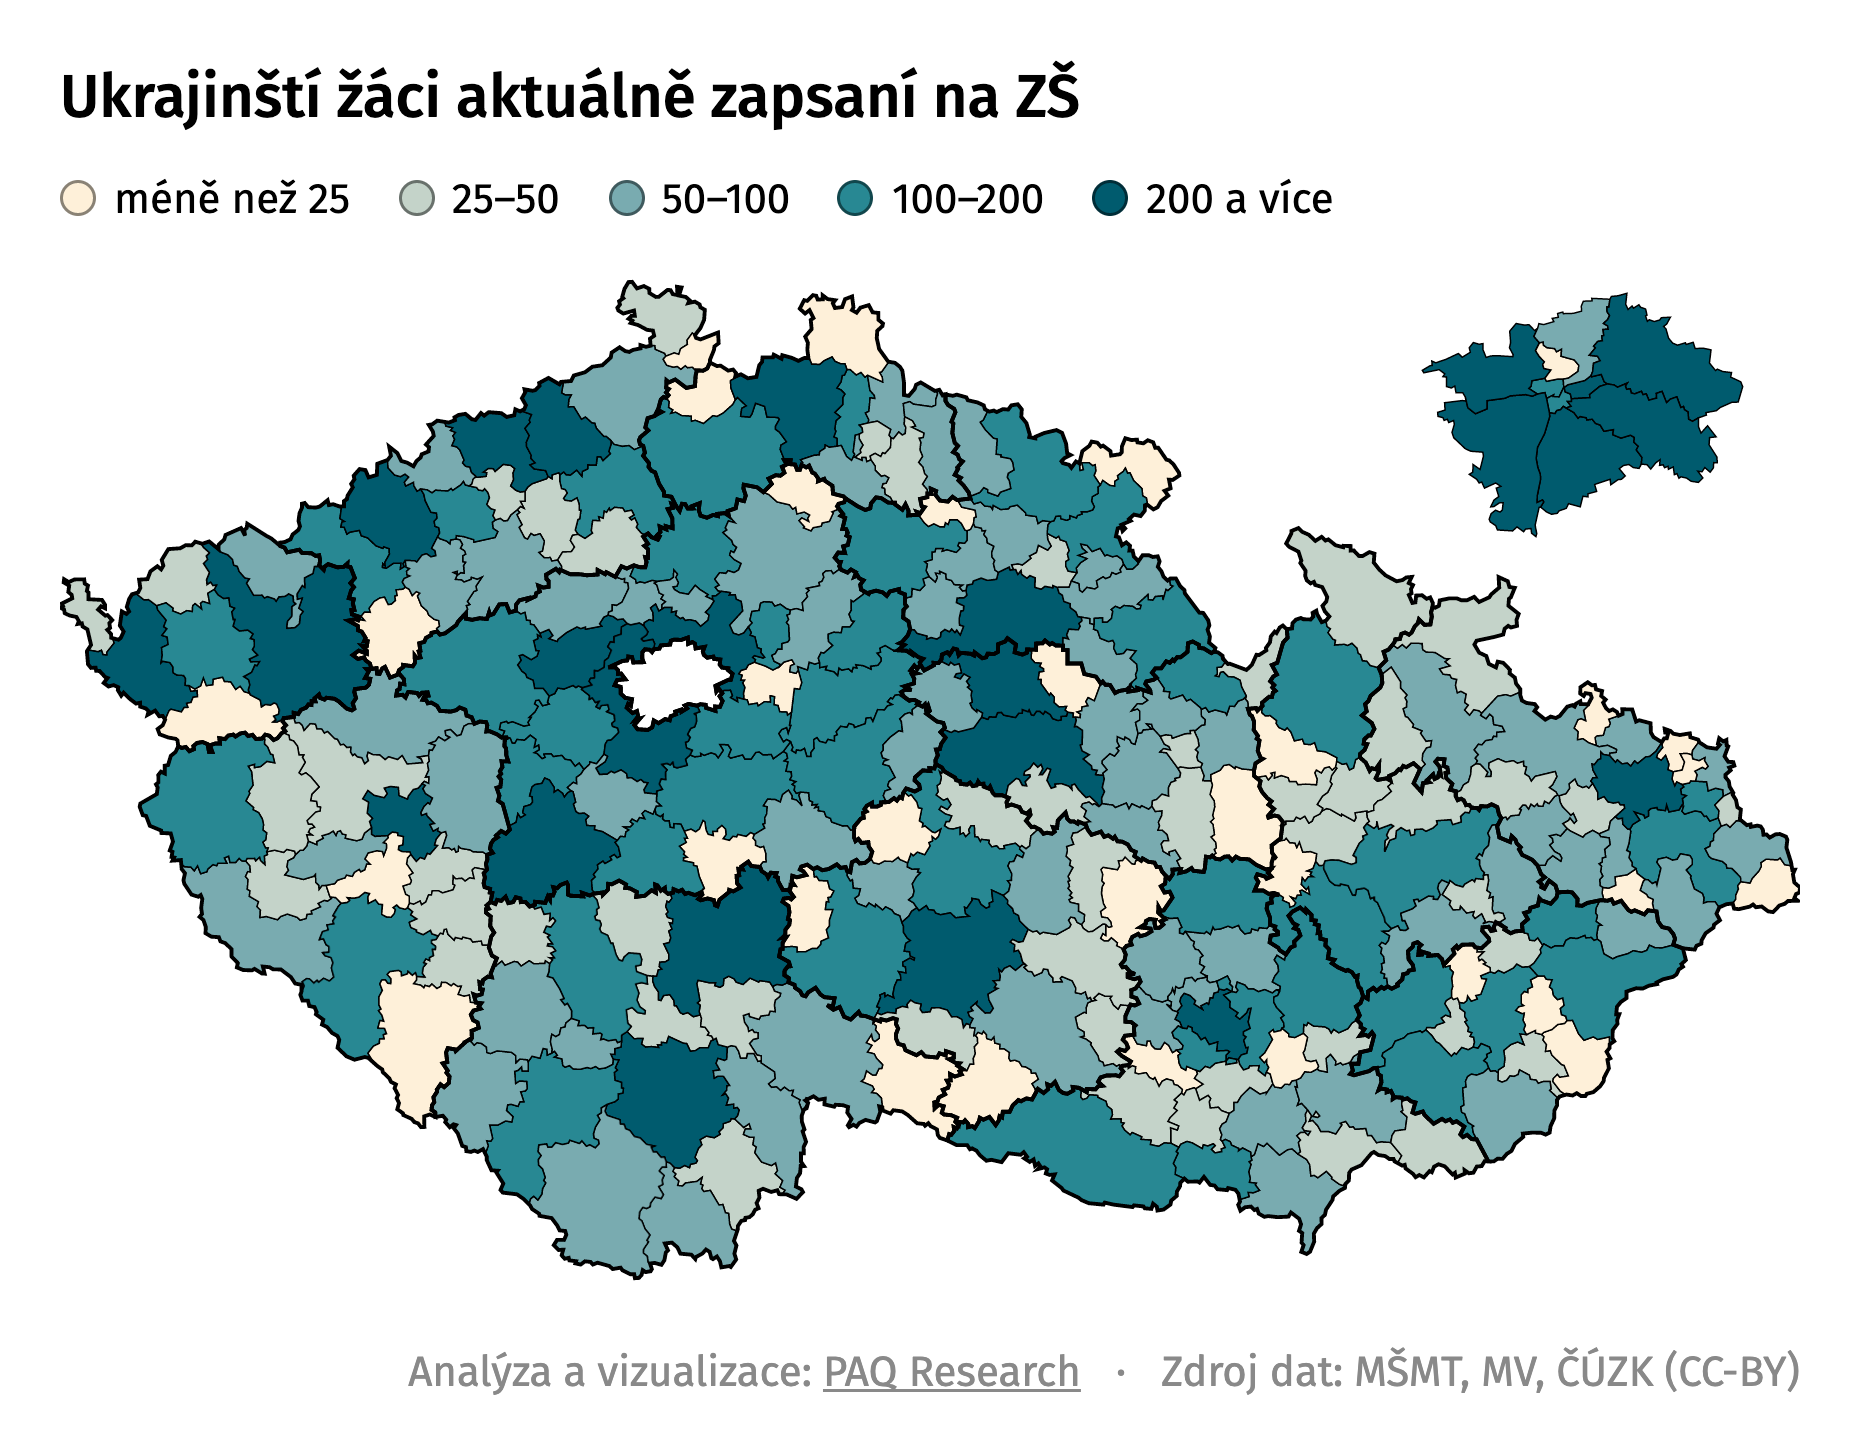 Ukrajinští žáci aktuálně zapsaní na ZŠ
méně než 25 25–50 50–100 100–200 200 a více
Analýza a vizualizace: PAQ Research · Zdroj dat: MŠMT, MV, ČÚZK (CC-BY)